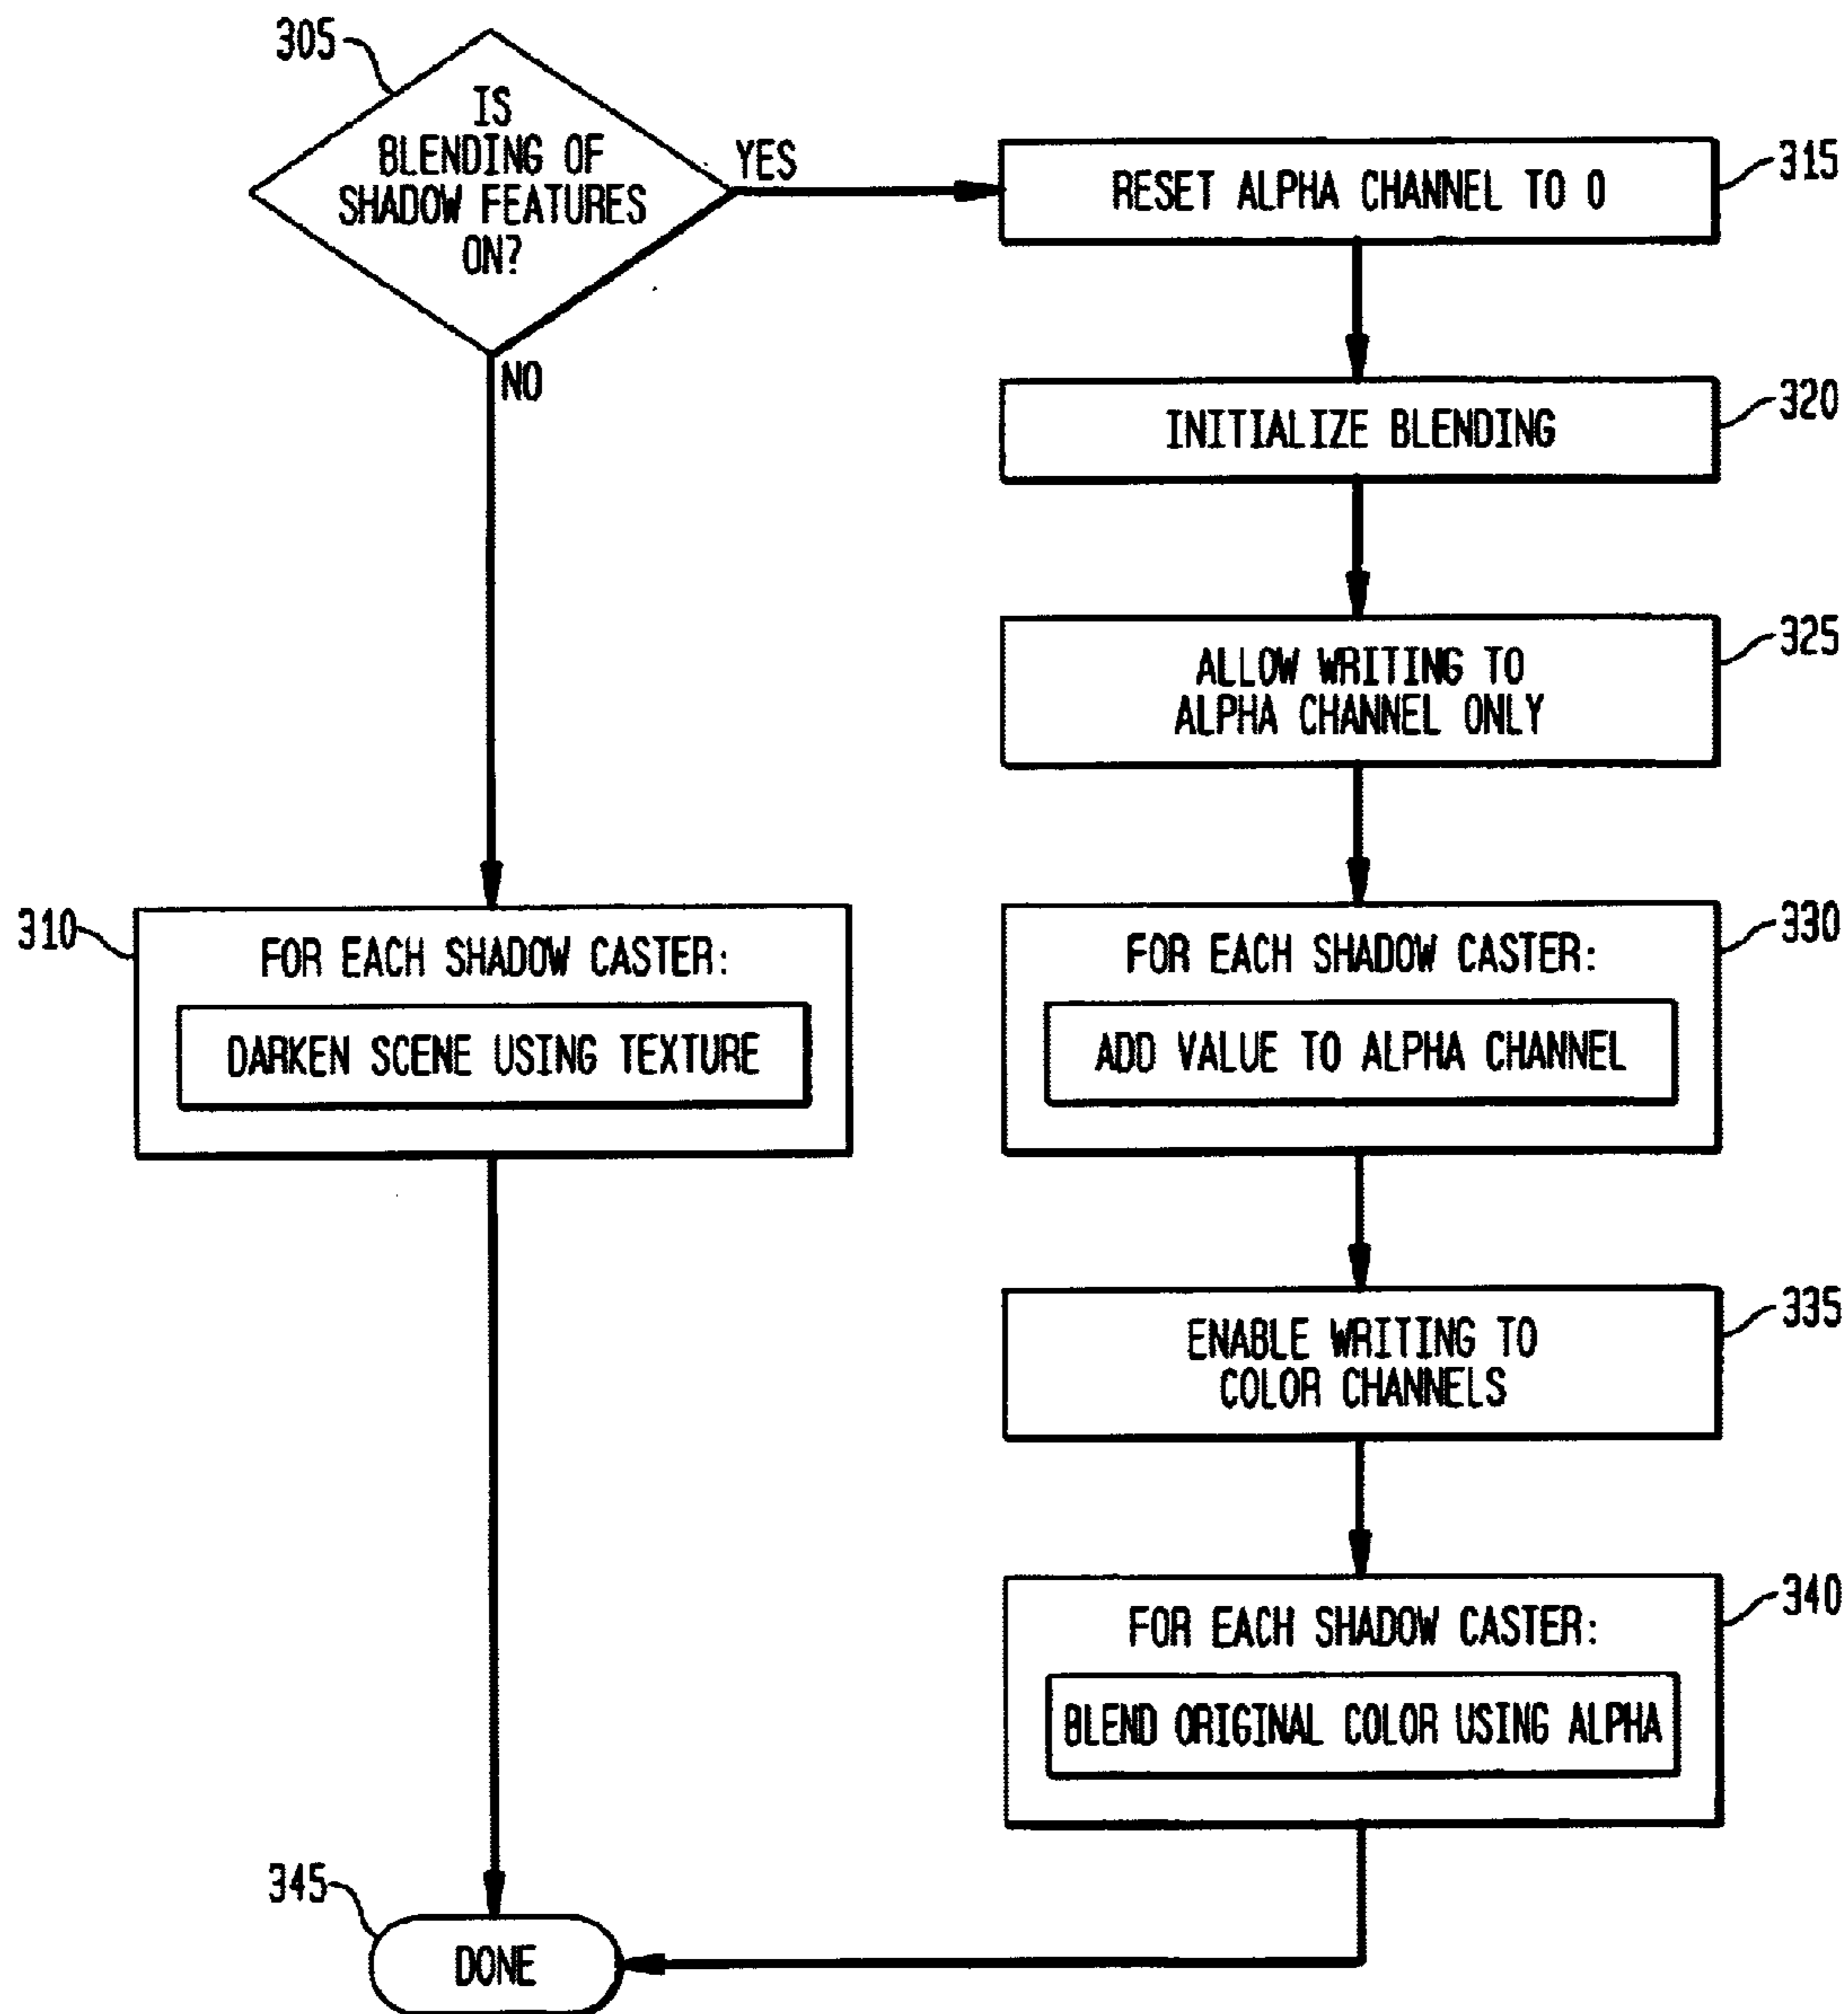 305
IS
BLENDING OF
SHADOW FEATURES
ON?
YES
NO
310
FOR EACH SHADOW CASTER:
DARKEN SCENE USING TEXTURE
315
RESET ALPHA CHANNEL TO 0
320
INITIALIZE BLENDING
325
ALLOW WRITING TO
ALPHA CHANNEL ONLY
330
FOR EACH SHADOW CASTER:
ADD VALUE TO ALPHA CHANNEL
335
ENABLE WRITING TO
COLOR CHANNELS
340
FOR EACH SHADOW CASTER:
BLEND ORIGINAL COLOR USING ALPHA
345
DONE